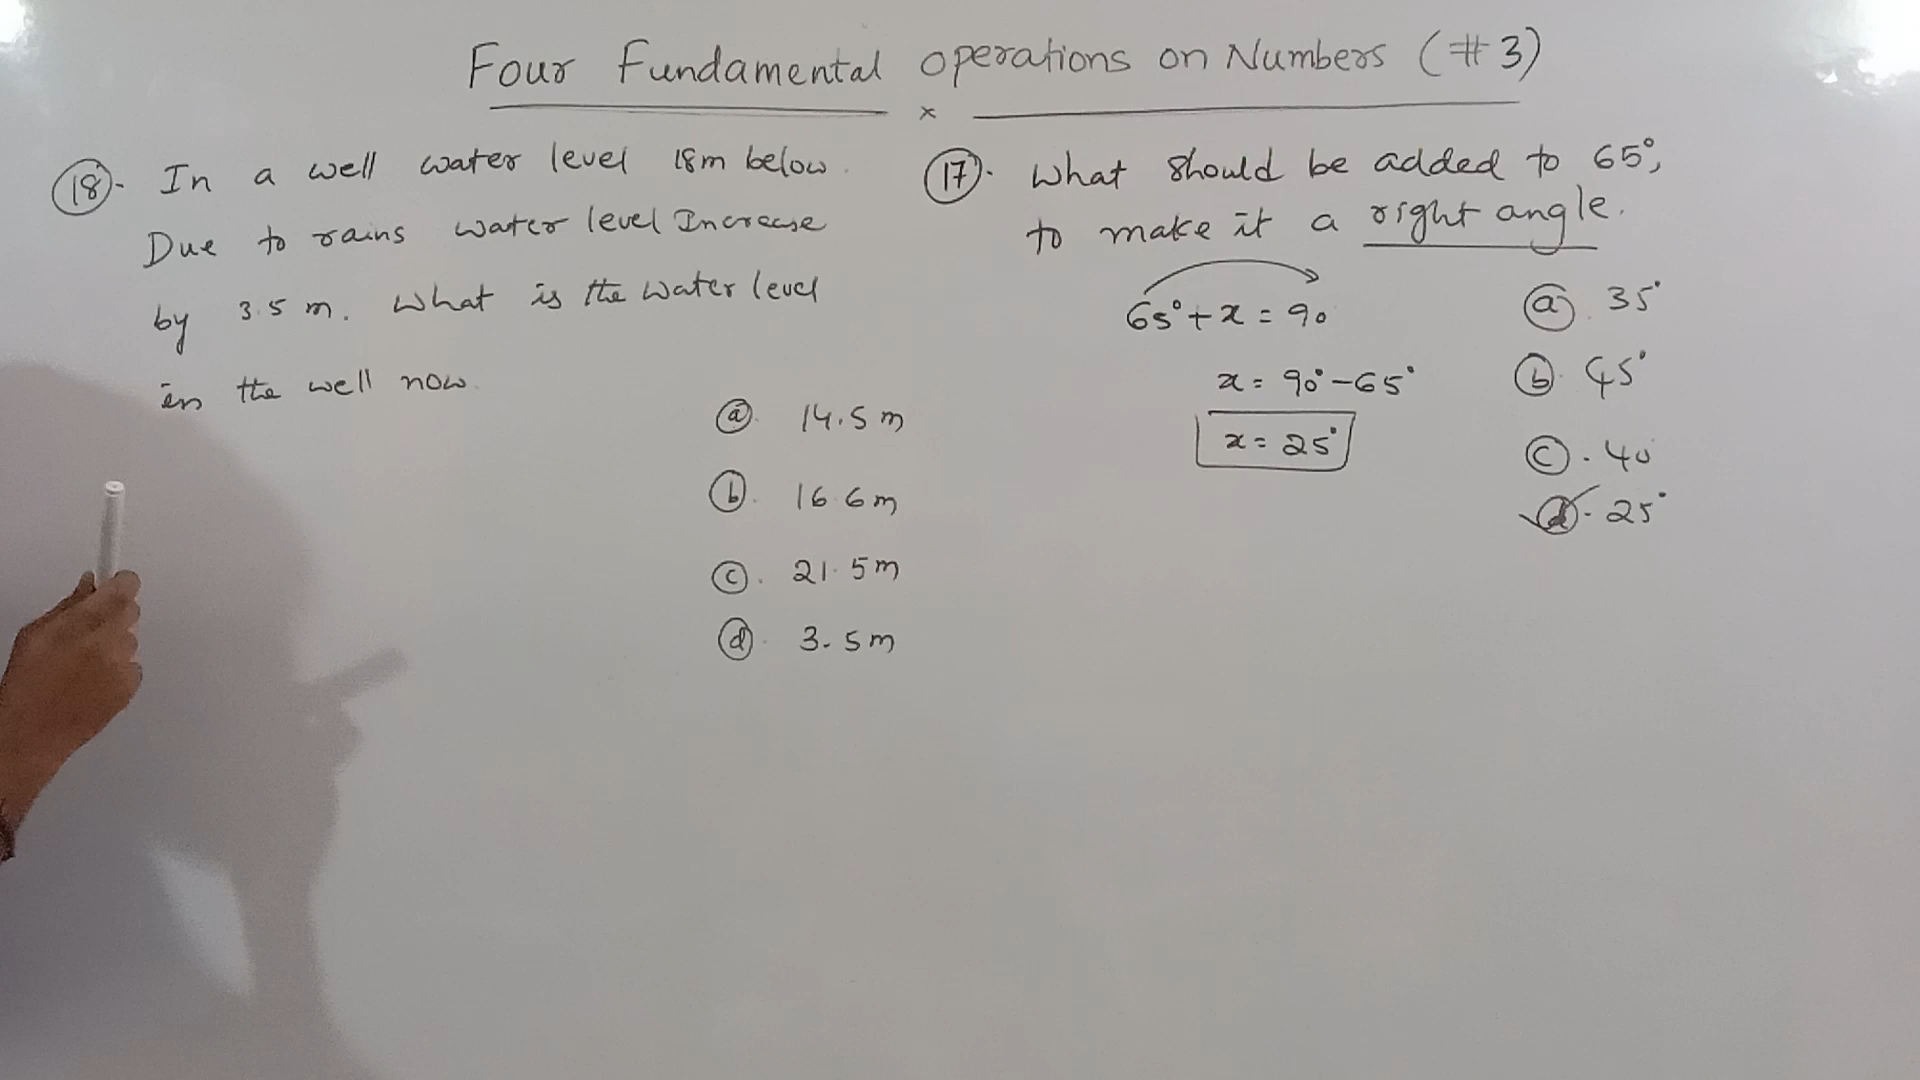 Four Fundamental operations on Numbers (#3)
x
18. In a well water level 18m below.
Due to rains water level Increase
by 3.5 m. What is the water level
in the well now.
a. 14.5 m
b. 16.6 m
c. 21.5 m
d. 3.5 m
17. What should be added to 65°,
to make it a right angle.
65° + x = 90
x = 90° - 65°
x = 25°
a. 35°
b. 45°
c. 40
d. 25°